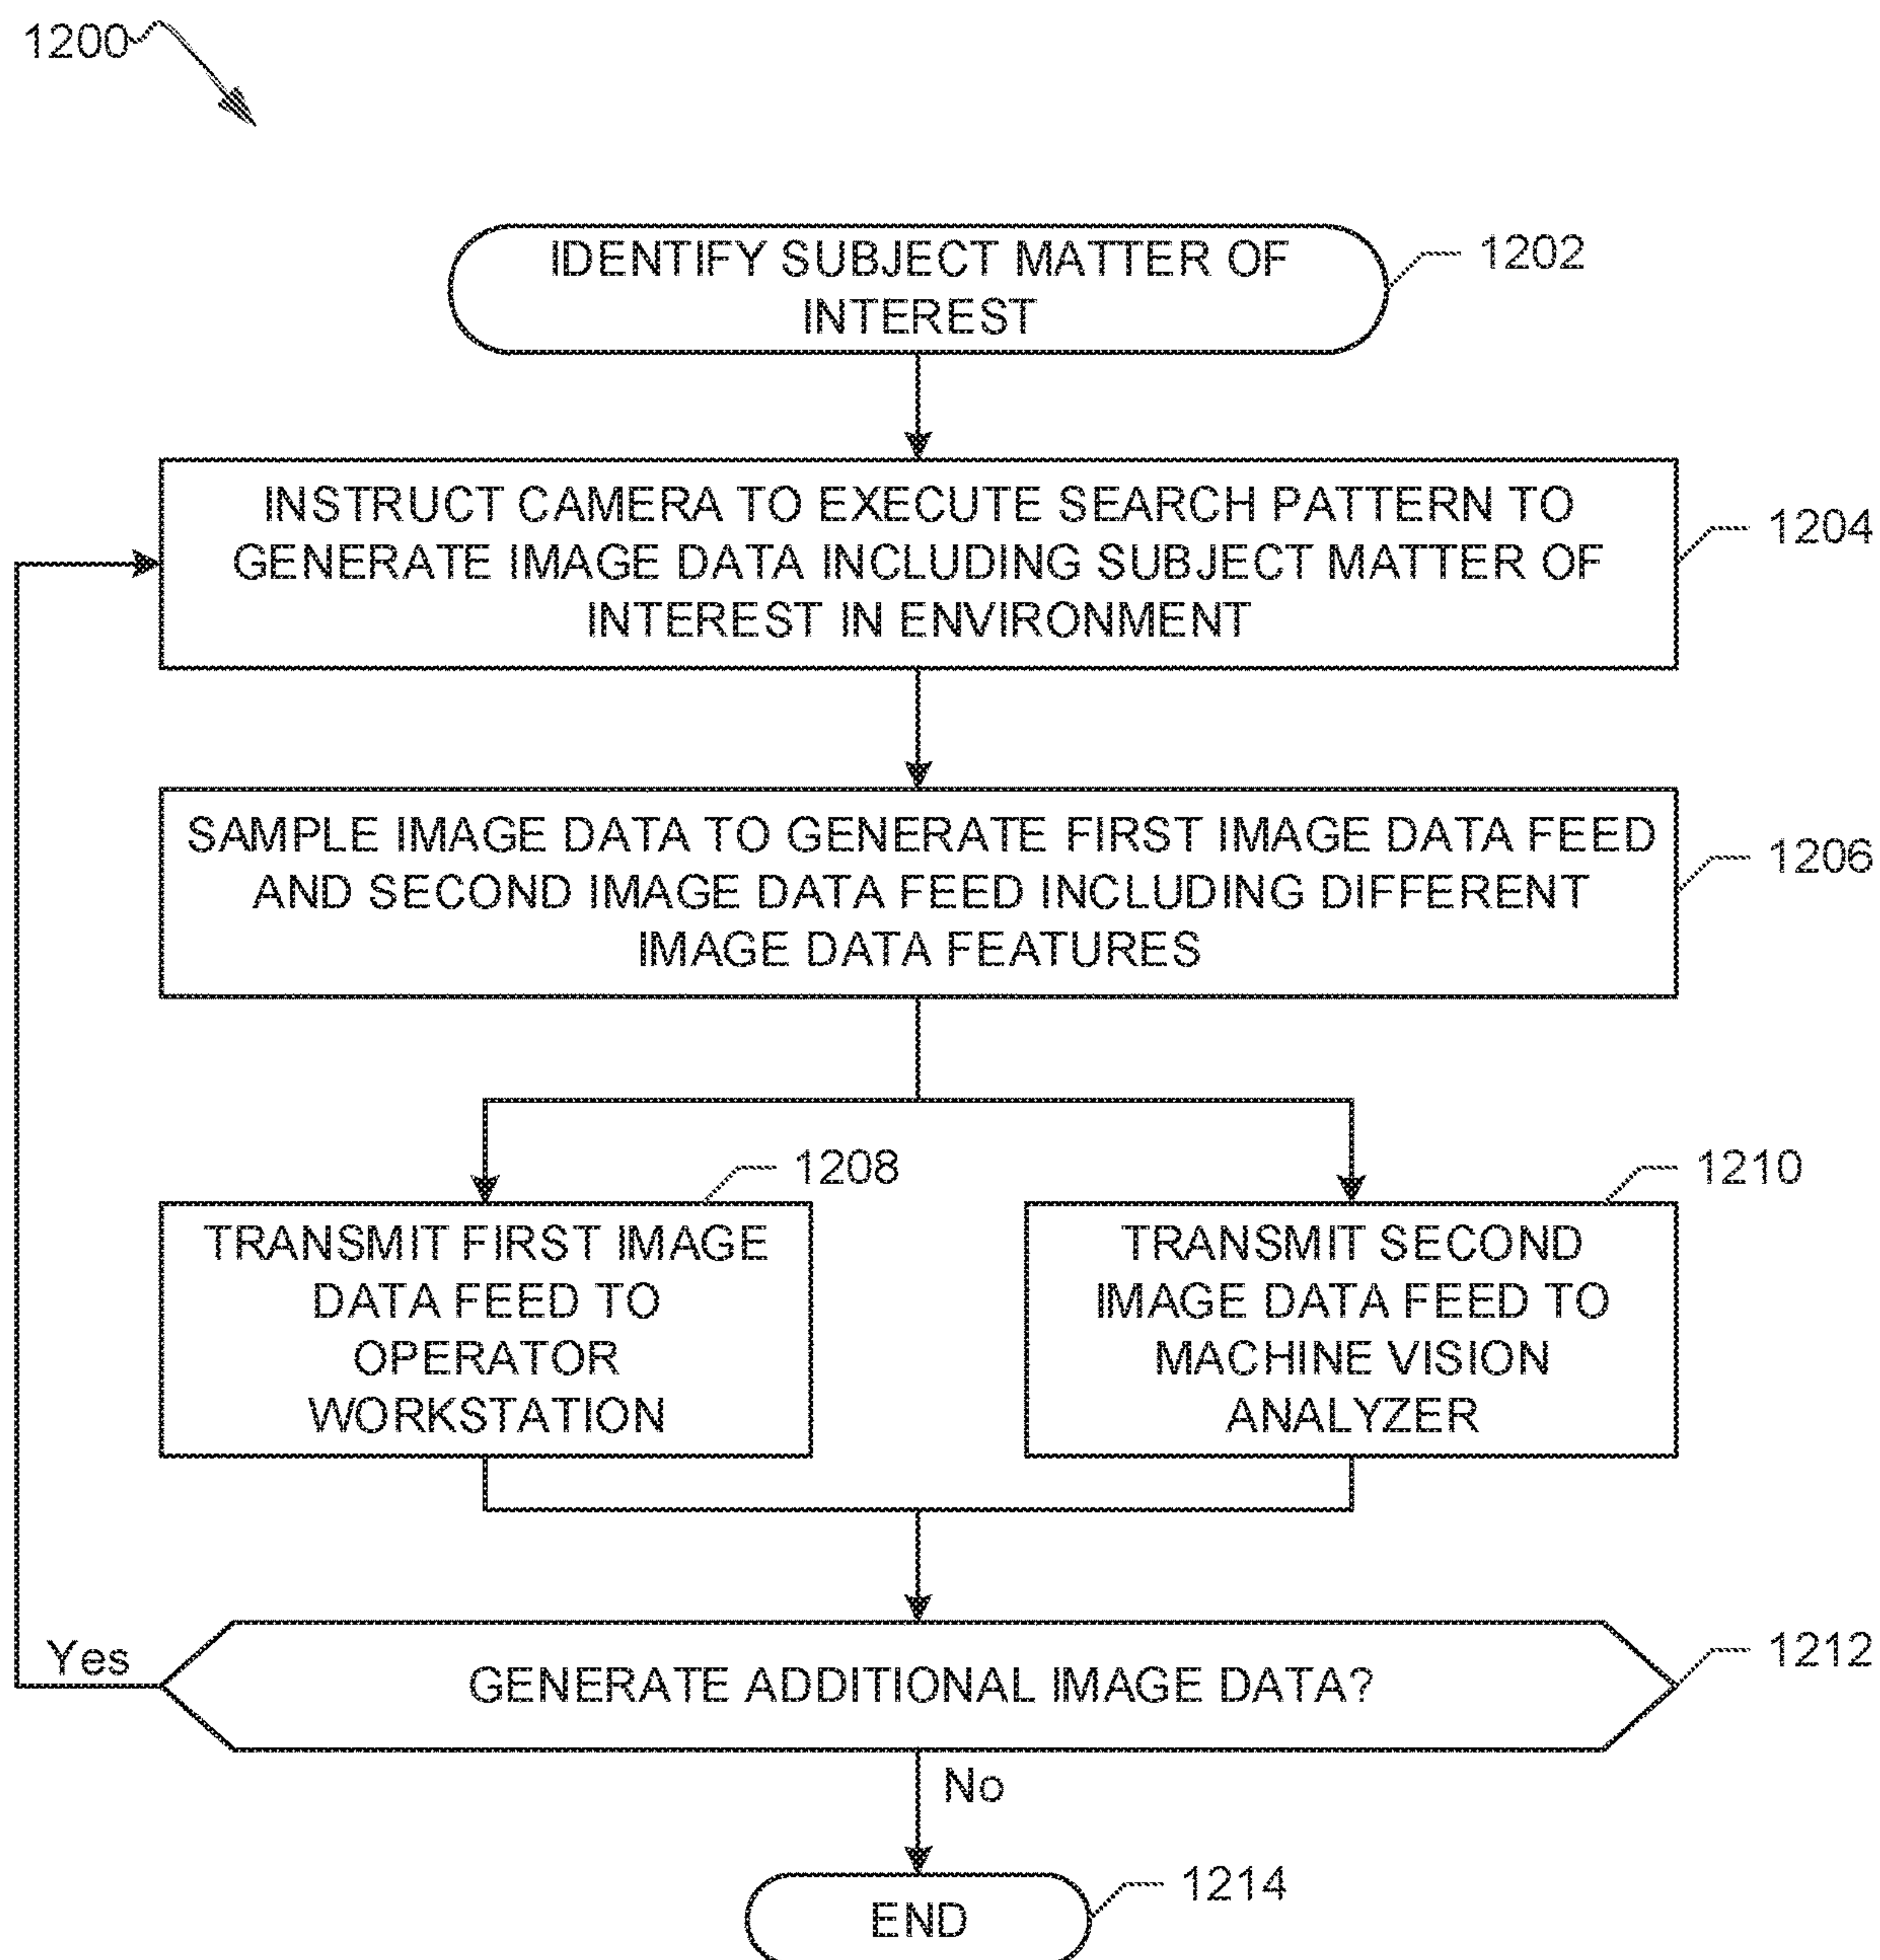 1200
IDENTIFY SUBJECT MATTER OF
INTEREST
1202
INSTRUCT CAMERA TO EXECUTE SEARCH PATTERN TO
GENERATE IMAGE DATA INCLUDING SUBJECT MATTER OF
INTEREST IN ENVIRONMENT
1204
SAMPLE IMAGE DATA TO GENERATE FIRST IMAGE DATA FEED
AND SECOND IMAGE DATA FEED INCLUDING DIFFERENT
IMAGE DATA FEATURES
1206
1208
TRANSMIT FIRST IMAGE
DATA FEED TO
OPERATOR
WORKSTATION
1210
TRANSMIT SECOND
IMAGE DATA FEED TO
MACHINE VISION
ANALYZER
Yes
GENERATE ADDITIONAL IMAGE DATA?
1212
No
END
1214